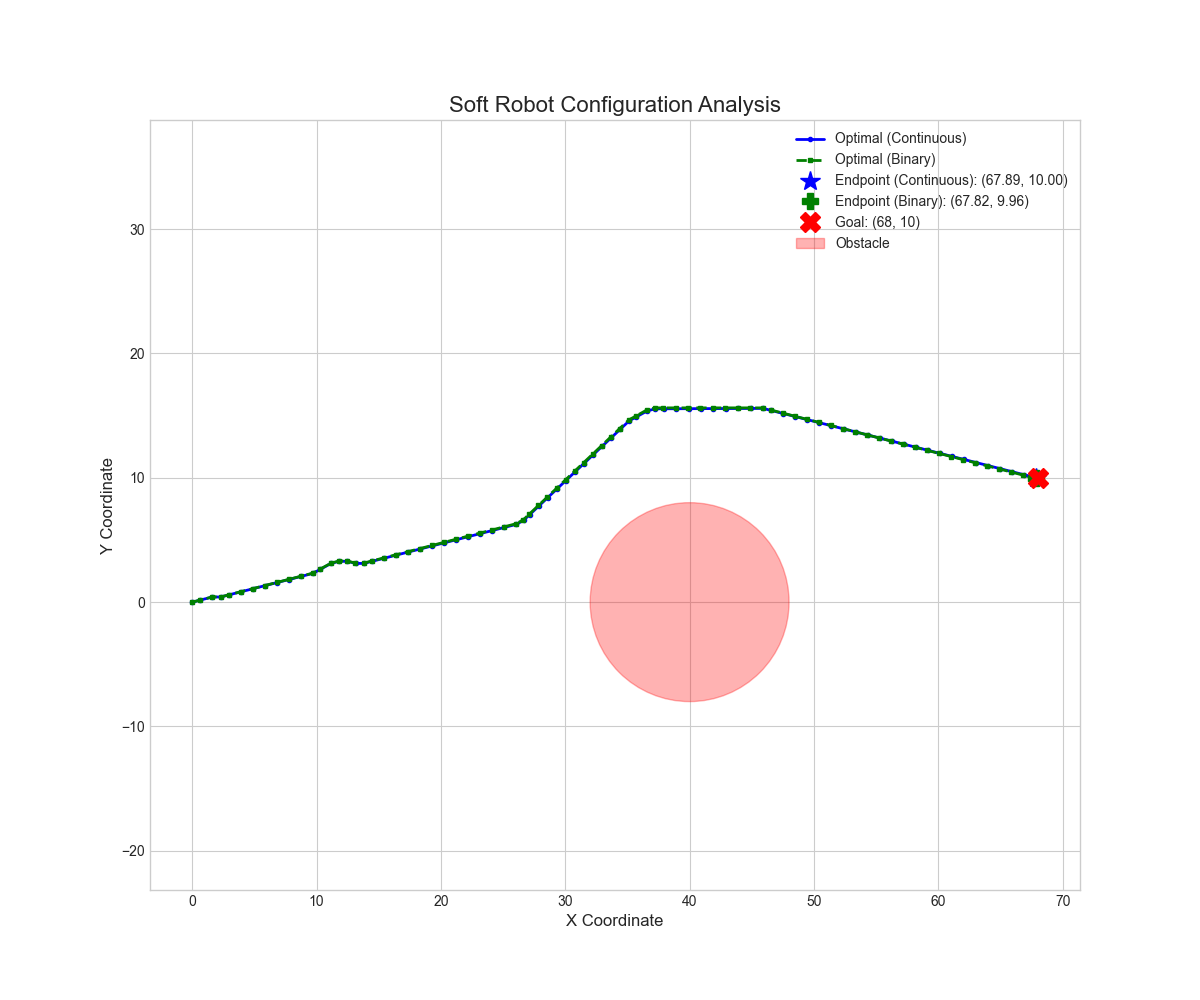 Soft Robot Configuration Analysis
Optimal (Continuous)
Optimal (Binary)
Endpoint (Continuous): (67.89, 10.00)
Endpoint (Binary): (67.82, 9.96)
Goal: (68, 10)
Obstacle
Y Coordinate
30
20
10
0
−10
−20
0 10 20 30 40 50 60 70
X Coordinate